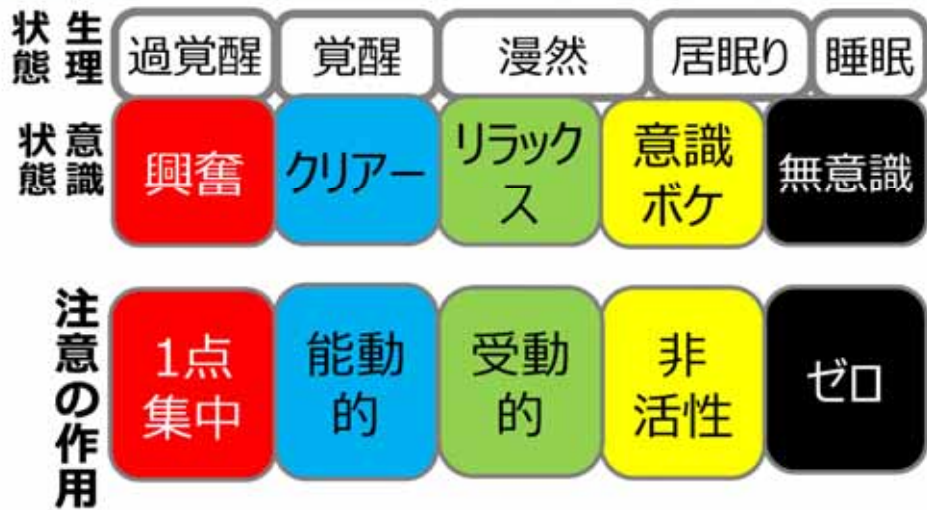 生理状態
過覚醒 覚醒 漫然 居眠り 睡眠
意識状態
興奮 クリアー リラックス 意識ボケ 無意識
注意の作用
1点集中 能動的 受動的 非活性 ゼロ